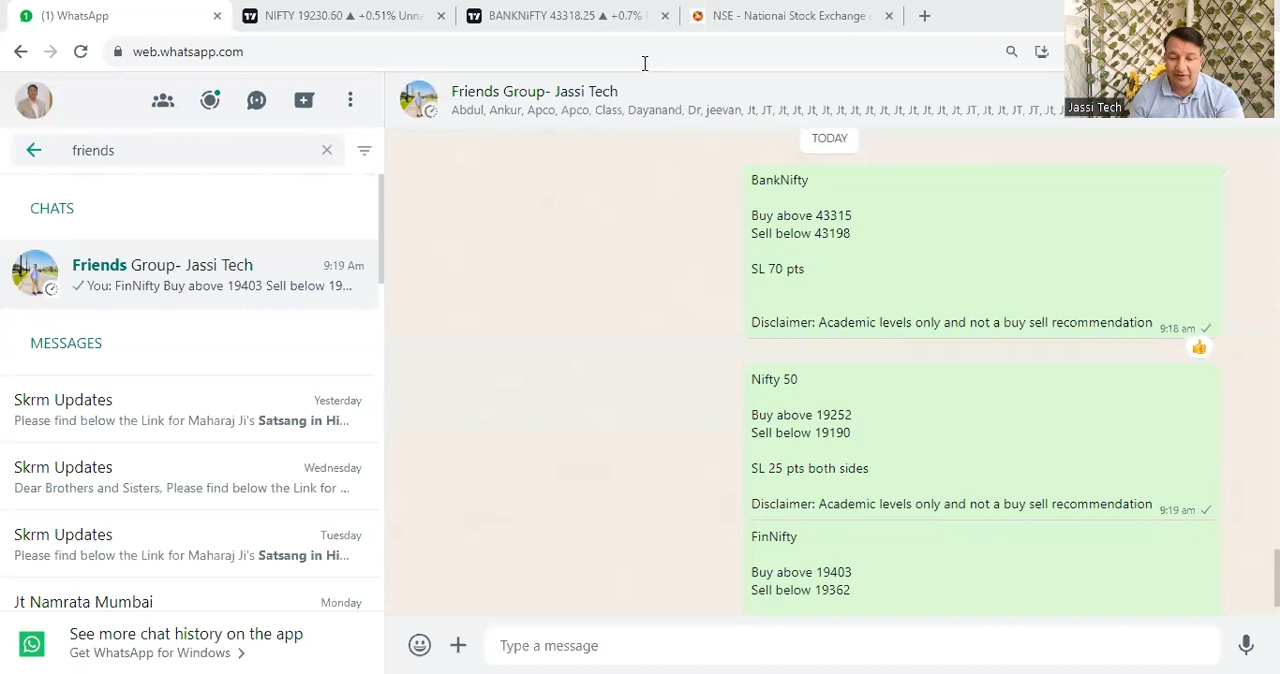 (1) WhatsApp
NIFTY 19230.60 ▲ +0.51% Unna
BANKNIFTY 43318.25 ▲ +0.7%
NSE - National Stock Exchange
web.whatsapp.com
Jassi Tech
friends
CHATS
Friends Group- Jassi Tech 9:19 Am
You: FinNifty Buy above 19403 Sell below 19...
MESSAGES
Skrm Updates Yesterday
Please find below the Link for Maharaj Ji's Satsang in Hi...
Skrm Updates Wednesday
Dear Brothers and Sisters, Please find below the Link for ...
Skrm Updates Tuesday
Please find below the Link for Maharaj Ji's Satsang in Hi...
Jt Namrata Mumbai Monday
See more chat history on the app
Get WhatsApp for Windows
Friends Group- Jassi Tech
Abdul, Ankur, Apco, Apco, Class, Dayanand, Dr, jeevan, Jt, JT, Jt, Jt, Jt, Jt, Jt, Jt, Jt, Jt, Jt, Jt, Jt, JT, Jt, Jt, JT, JT, Jt, Jt
TODAY
BankNifty
Buy above 43315
Sell below 43198
SL 70 pts
Disclaimer: Academic levels only and not a buy sell recommendation 9:18 am
Nifty 50
Buy above 19252
Sell below 19190
SL 25 pts both sides
Disclaimer: Academic levels only and not a buy sell recommendation 9:19 am
FinNifty
Buy above 19403
Sell below 19362
Type a message